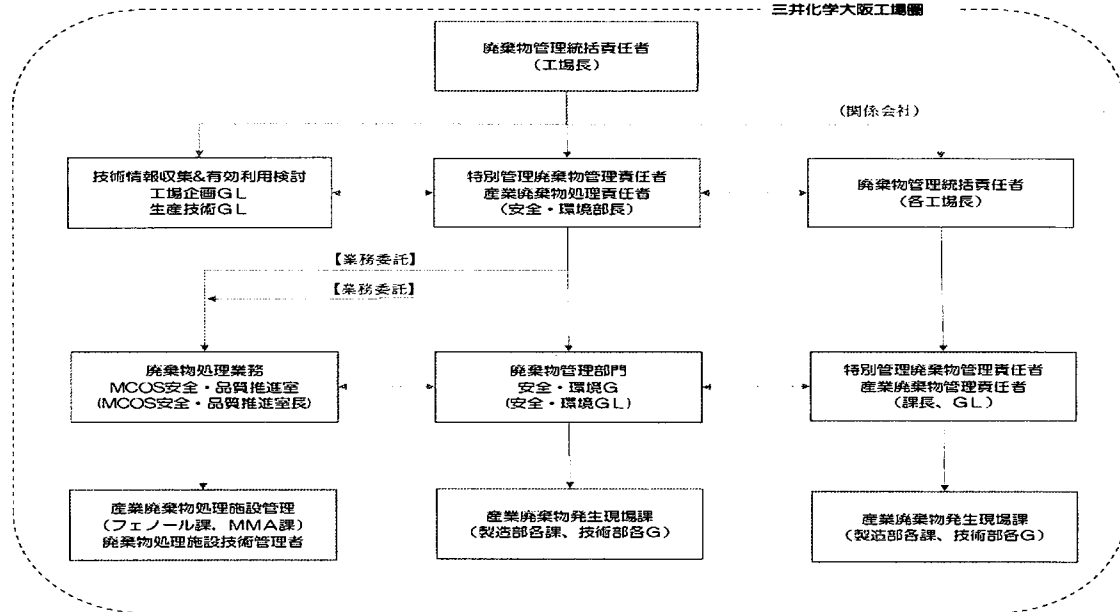 三井化学大阪工場圏
廃棄物管理統括責任者
(工場長)
(関係会社)
技術情報収集&有効利用検討
工場企画GL
生産技術GL
特別管理廃棄物管理責任者
産業廃棄物処理責任者
(安全・環境部長)
廃棄物管理統括責任者
(各工場長)
【業務委託】
【業務委託】
廃棄物処理業務
MCOS安全・品質推進室
(MCOS安全・品質推進室長)
廃棄物管理部門
安全・環境G
(安全・環境GL)
特別管理廃棄物管理責任者
産業廃棄物管理責任者
(課長、GL)
産業廃棄物処理施設管理
(フェノール課、MMA課)
廃棄物処理施設技術管理者
産業廃棄物発生現場課
(製造部各課、技術部各G)
産業廃棄物発生現場課
(製造部各課、技術部各G)